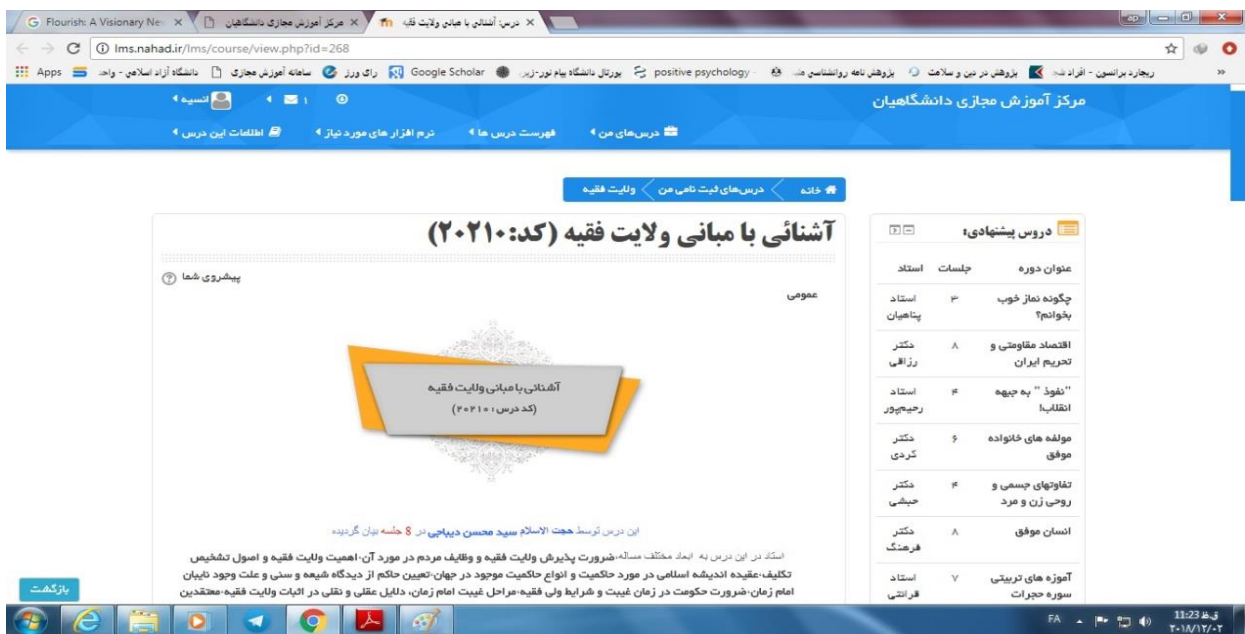 Flourish: A Visionary Ne
مرکز آموزش مجازی دانشگاهیان
درس: آشنائی با مبانی ولایت فقیه
lms.nahad.ir/lms/course/view.php?id=268
Apps
دانشگاه آزاد اسلامی - واحد
سامانه آموزش مجازی
رای ورز
Google Scholar
پورتال دانشگاه پیام نور-زیر
positive psychology -
پژوهش نامه روانشناسی مث
پژوهش در دین و سلامت
ریچارد برانسون - افراد شد
»
مرکز آموزش مجازی دانشگاهیان
۱
انسیه
درس‌های من
فهرست درس ها
نرم افزار های مورد نیاز
اطلاعات این درس
خانه
درس‌های ثبت نامی من
ولایت فقیه
دروس پیشنهادی:
عنوان دوره جلسات استاد
چگونه نماز خوب ۳ استاد
بخوانم؟ پناهیان
اقتصاد مقاومتی و ۸ دکتر
تحریم ایران رزاقی
"نفوذ " به جبهه ۴ استاد
انقلاب! رحیم‌پور
مولفه های خانواده ۶ دکتر
موفق کردی
تفاوتهای جسمی و ۴ دکتر
روحی زن و مرد حبشی
انسان موفق ۸ دکتر
فرهنگ
آموزه های تربیتی ۷ استاد
سوره حجرات قرائتی
آشنائی با مبانی ولایت فقیه (کد:۲۰۲۱۰)
پیشروی شما
عمومی
آشنائی با مبانی ولایت فقیه
(کد درس: ۲۰۲۱۰)
این درس توسط حجت الاسلام سید محسن دیباجی در 8 جلسه بیان گردیده
استاد در این درس به ابعاد مختلف مساله،ضرورت پذیرش ولایت فقیه و وظایف مردم در مورد آن،اهمیت ولایت فقیه و اصول تشخیص
تکلیف،عقیده اندیشه اسلامی در مورد حاکمیت و انواع حاکمیت موجود در جهان،تعیین حاکم از دیدگاه شیعه و سنی و علت وجود نایبان
امام زمان،ضرورت حکومت در زمان غیبت و شرایط ولی فقیه،مراحل غیبت امام زمان، دلایل عقلی و نقلی در اثبات ولایت فقیه،معتقدین
بازگشت
FA
11:23 ق.ظ
۲۰۱۸/۱۲/۰۲